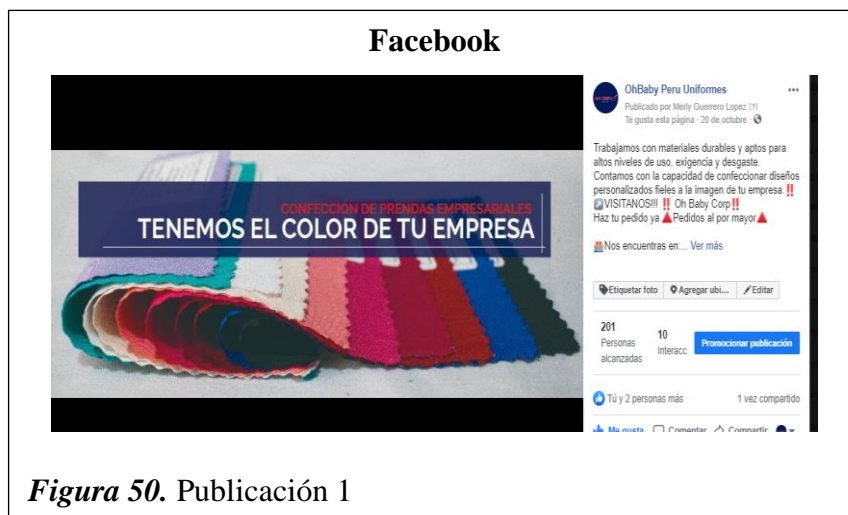 Facebook
CONFECCIÓN DE PRENDAS EMPRESARIALES
TENEMOS EL COLOR DE TU EMPRESA
OhBaby Peru Uniformes
Publicado por Merly Guerrero Lopez [?]
Te gusta esta página · 20 de octubre ·
Trabajamos con materiales durables y aptos para
altos niveles de uso, exigencia y desgaste.
Contamos con la capacidad de confeccionar diseños
personalizados fieles a la imagen de tu empresa.‼️
↗️VISITANOS!!! ‼️ Oh Baby Corp‼️
Haz tu pedido ya 🔺Pedidos al por mayor🔺
Nos encuentras en:... Ver más
Etiquetar foto Agregar ubi... Editar
201
Personas
alcanzadas
10
Interacc
Promocionar publicación
Tú y 2 personas más 1 vez compartido
Me gusta Comentar Compartir
Figura 50. Publicación 1